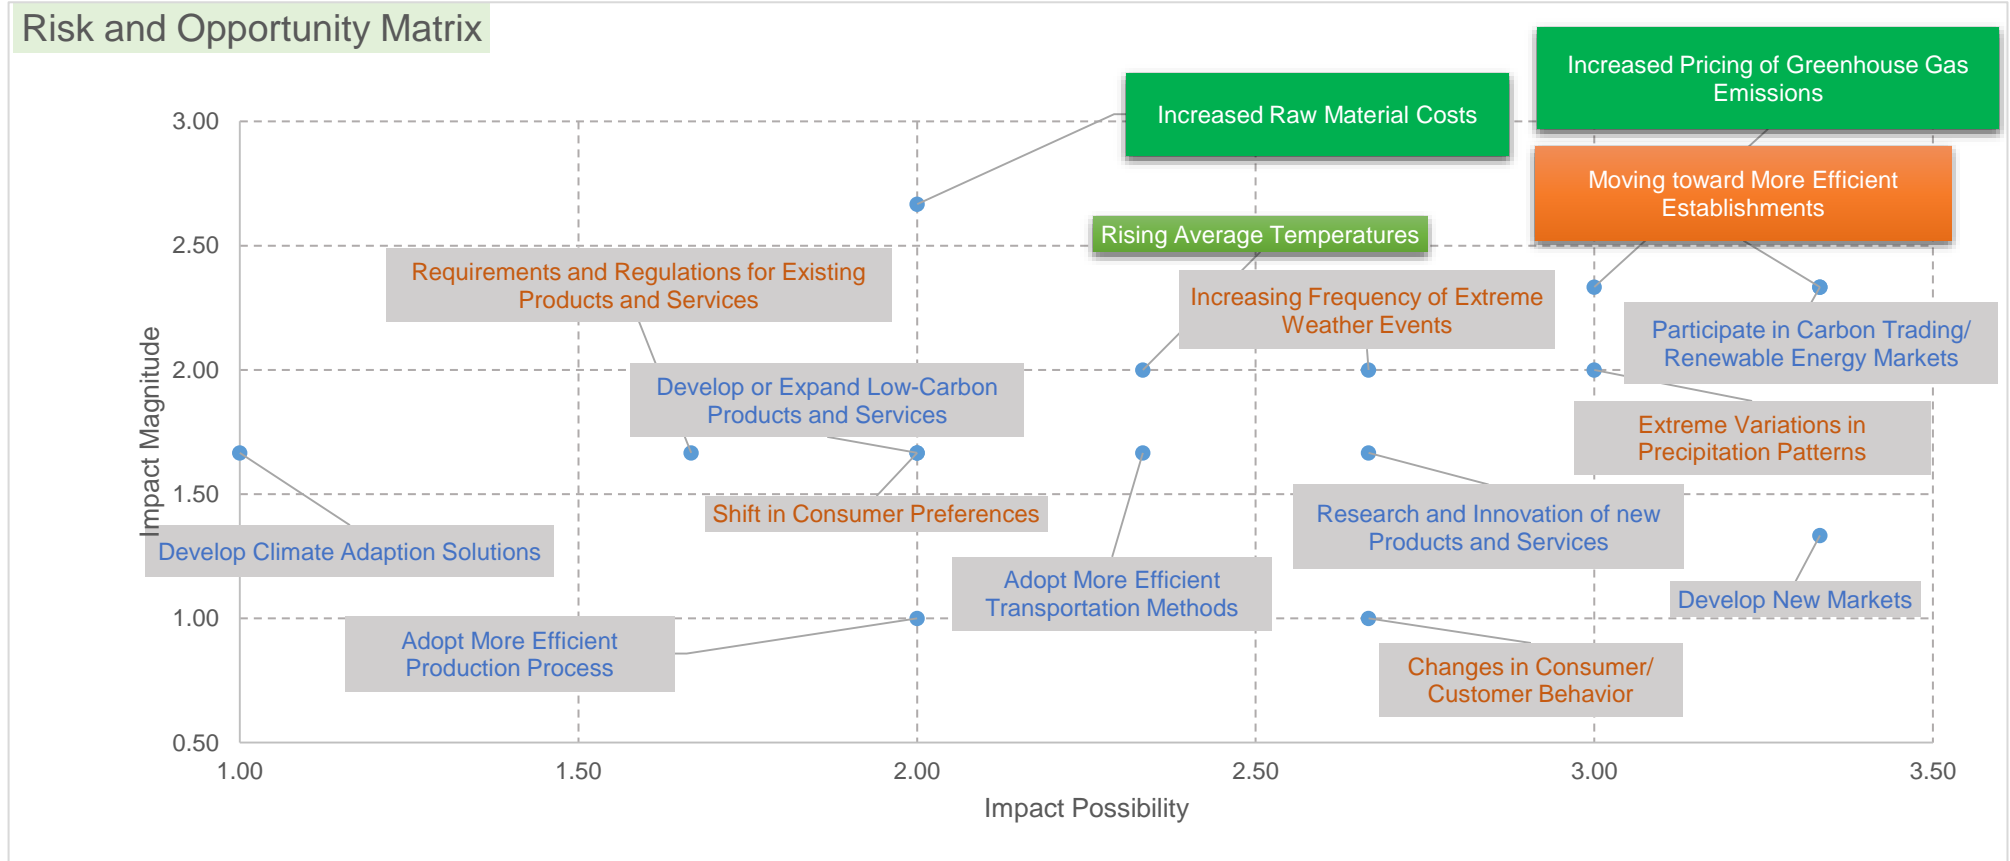 Risk and Opportunity Matrix
Increased Pricing of Greenhouse Gas
Emissions
Increased Raw Material Costs
3.00
Moving toward More Efficient
Establishments
Rising Average Temperatures
2.50
Requirements and Regulations for Existing
Products and Services
Increasing Frequency of Extreme
Weather Events
Participate in Carbon Trading/
Renewable Energy Markets
2.00
Develop or Expand Low-Carbon
Products and Services
Extreme Variations in
Precipitation Patterns
Impact Magnitude
1.50
Shift in Consumer Preferences
Research and Innovation of new
Products and Services
Develop Climate Adaption Solutions
Adopt More Efficient
Transportation Methods
Develop New Markets
1.00
Adopt More Efficient
Production Process
Changes in Consumer/
Customer Behavior
0.50
1.00
1.50
2.00
2.50
3.00
3.50
Impact Possibility